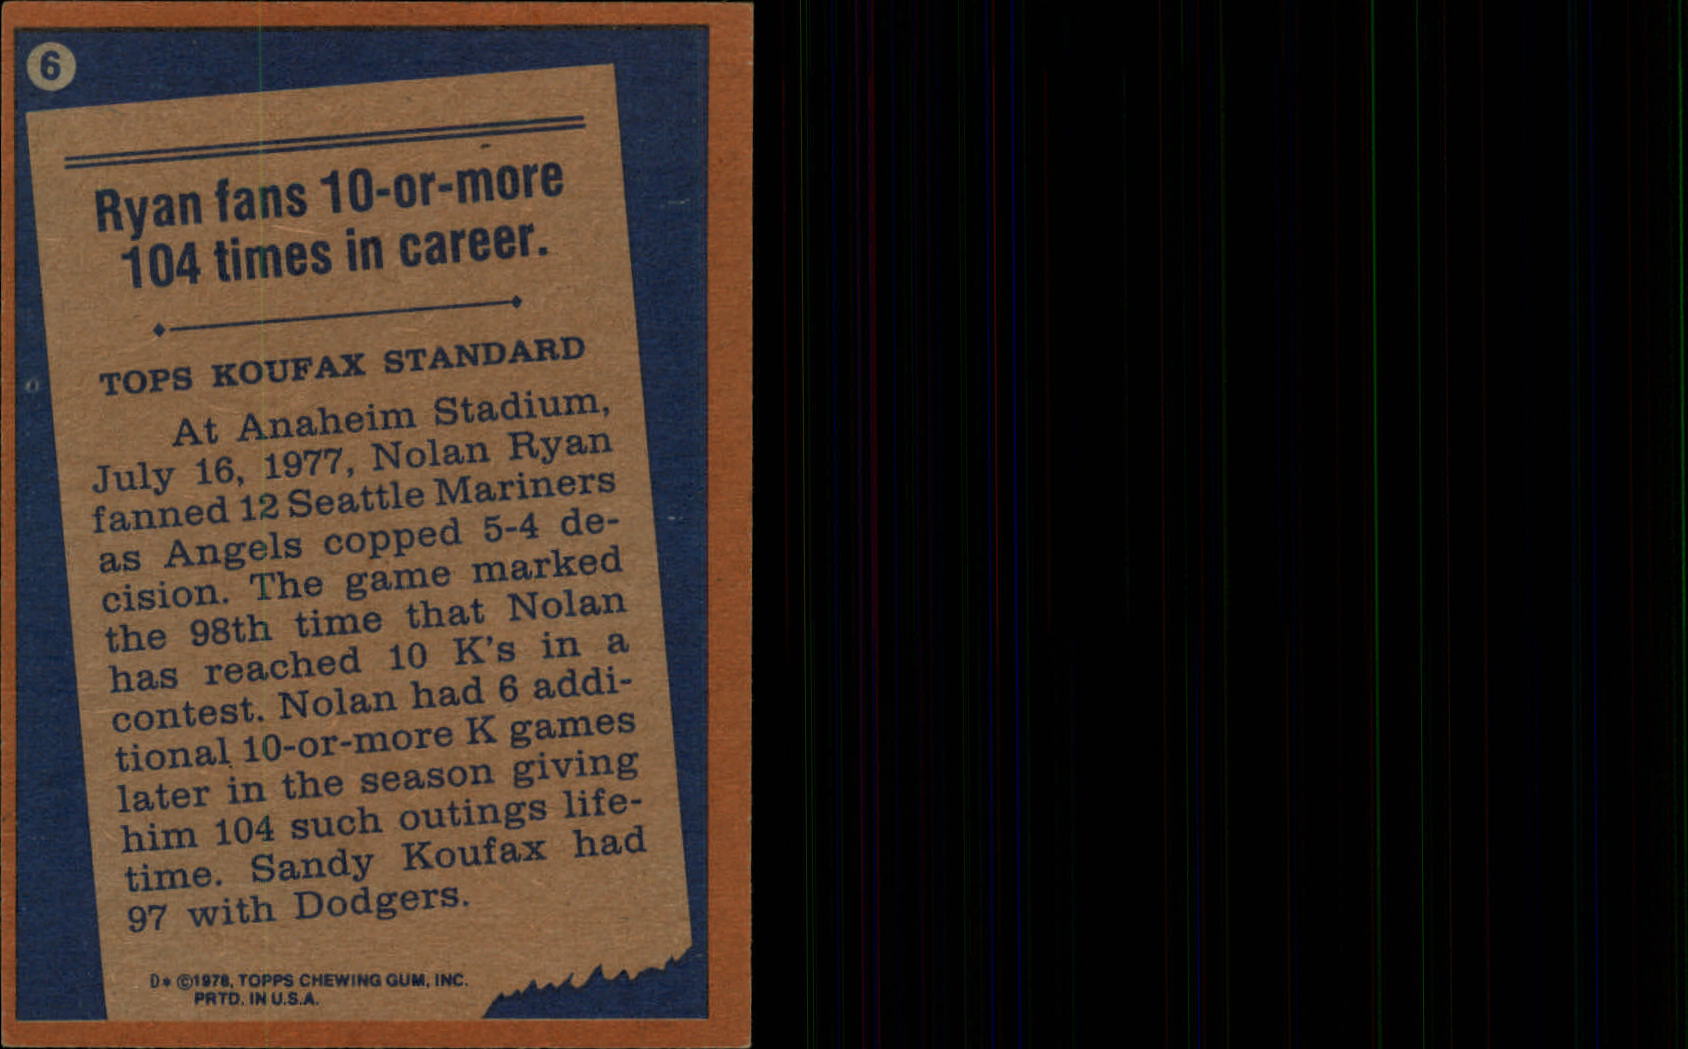 6
Ryan fans 10-or-more
104 times in career.
TOPS KOUFAX STANDARD
At Anaheim Stadium,
July 16, 1977, Nolan Ryan
fanned 12 Seattle Mariners
as Angels copped 5-4 de-
cision. The game marked
the 98th time that Nolan
has reached 10 K's in a
contest. Nolan had 6 addi-
tional 10-or-more K games
later in the season giving
him 104 such outings life-
time. Sandy Koufax had
97 with Dodgers.
D* ©1978, TOPPS CHEWING GUM, INC.
PRTD. IN U.S.A.